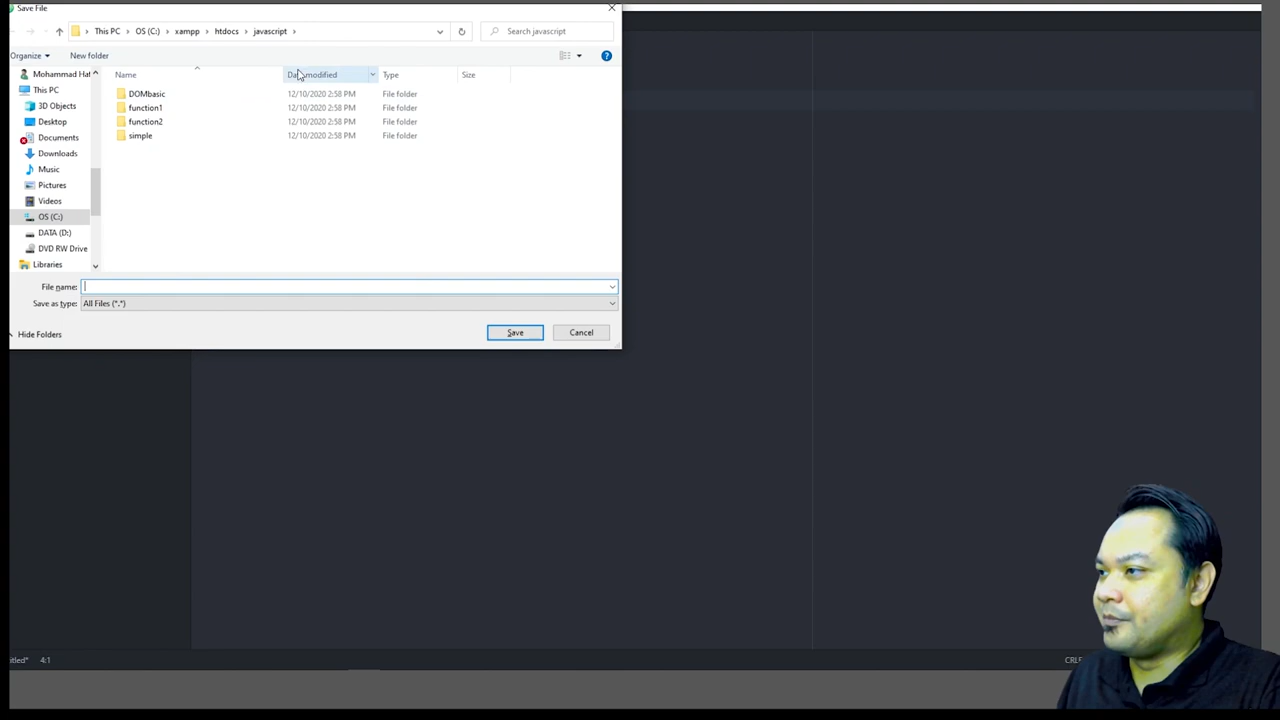 Save File
This PC > OS (C:) > xampp > htdocs > javascript >
Search javascript
Organize
New folder
Name
Type
Size
Mohammad Hat
This PC
3D Objects
Desktop
Documents
Downloads
Music
Pictures
Videos
OS (C:)
DATA (D:)
DVD RW Drive
Libraries
DOMbasic 12/10/2020 2:58 PM File folder
function1 12/10/2020 2:58 PM File folder
function2 12/10/2020 2:58 PM File folder
simple 12/10/2020 2:58 PM File folder
File name:
Save as type: All Files (*.*)
Hide Folders
Save
Cancel
4:1
CRLF